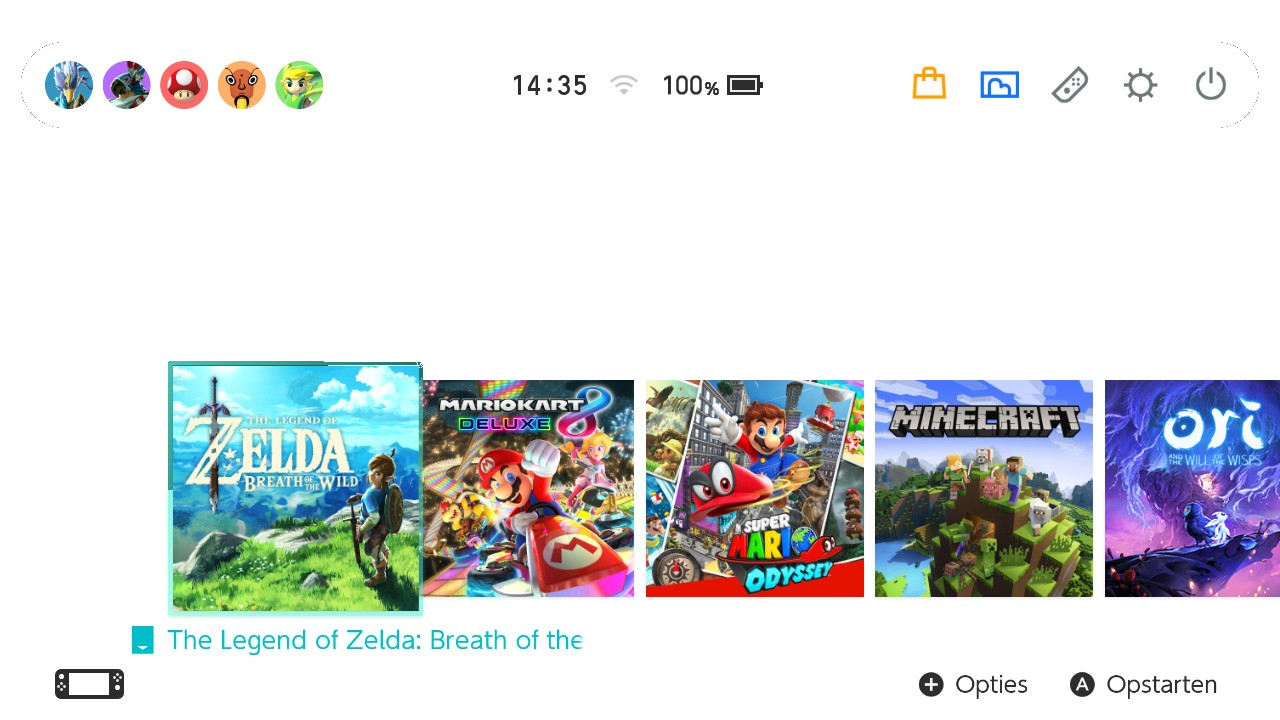 14:35
100%
THE LEGEND OF
ZELDA
BREATH OF THE WILD
MARIOKART 8
DELUXE
SUPER
MARIO
ODYSSEY
MINECRAFT
ori
AND THE WILL OF THE WISPS
The Legend of Zelda: Breath of the
+ Opties
A Opstarten